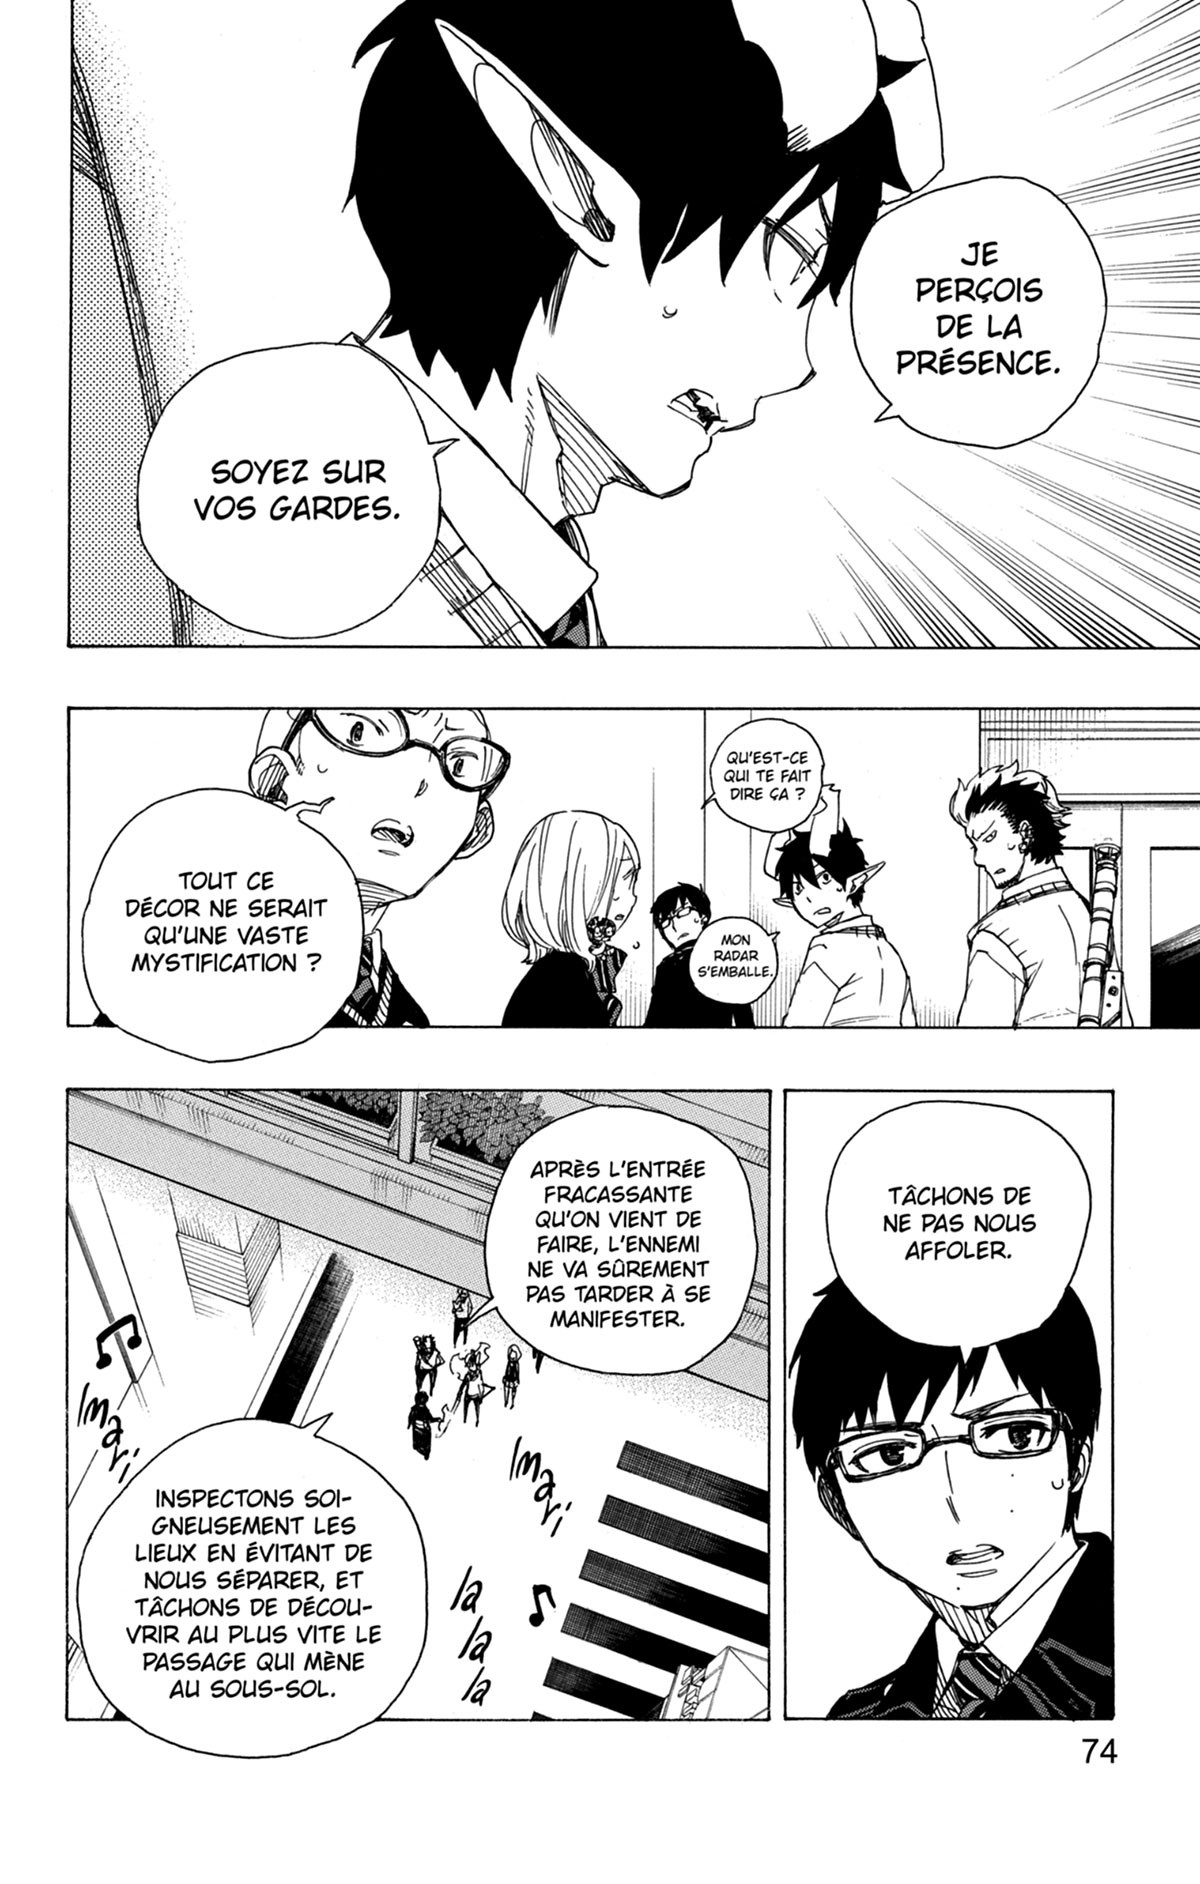 JE
PERÇOIS
DE LA
PRÉSENCE.
SOYEZ SUR
VOS GARDES.
QU'EST-CE
QUI TE FAIT
DIRE ÇA ?
MON
RADAR
S'EMBALLE.
TOUT CE
DÉCOR NE SERAIT
QU'UNE VASTE
MYSTIFICATION ?
TÂCHONS DE
NE PAS NOUS
AFFOLER.
APRÈS L'ENTRÉE
FRACASSANTE
QU'ON VIENT DE
FAIRE, L'ENNEMI
NE VA SÛREMENT
PAS TARDER À SE
MANIFESTER.
Imari
Imari
la
la
la
INSPECTONS SOI-
GNEUSEMENT LES
LIEUX EN ÉVITANT DE
NOUS SÉPARER, ET
TÂCHONS DE DÉCOU-
VRIR AU PLUS VITE LE
PASSAGE QUI MÈNE
AU SOUS-SOL.
74